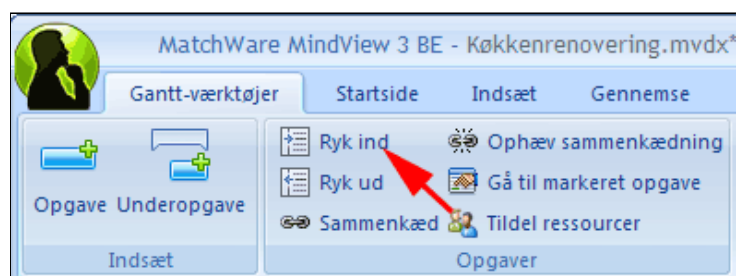 MatchWare MindView 3 BE - Køkkenrenovering.mvdx*
Gantt-værktøjer Startside Indsæt Gennemse
Ryk ind Ophæv sammenkædning
Ryk ud Gå til markeret opgave
Opgave Underopgave
Sammenkæd Tildel ressourcer
Indsæt Opgaver